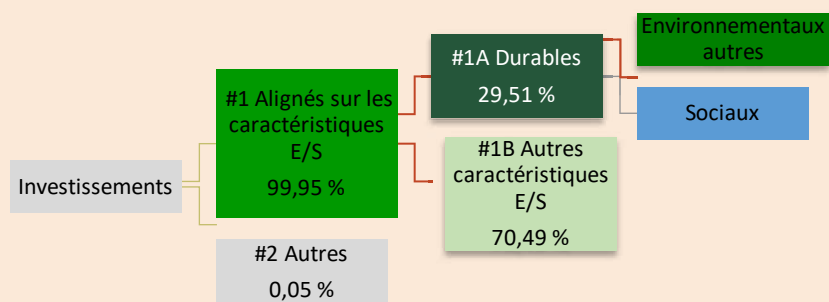 Investissements
#1 Alignés sur les
caractéristiques
E/S
99,95 %
#2 Autres
0,05 %
#1A Durables
29,51 %
#1B Autres
caractéristiques
E/S
70,49 %
Environnementaux
autres
Sociaux